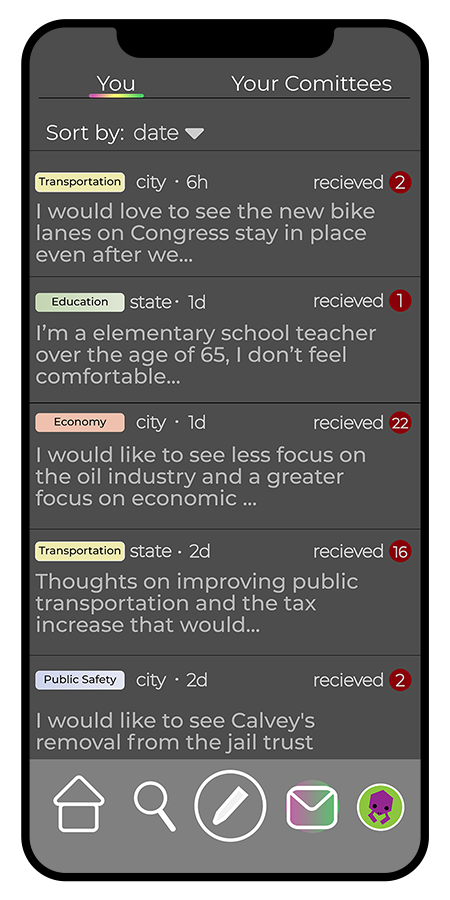 You Your Comittees
Sort by: date
Transportation city · 6h recieved 2
I would love to see the new bike
lanes on Congress stay in place
even after we...
Education state · 1d recieved 1
I'm a elementary school teacher
over the age of 65, I don't feel
comfortable...
Economy city · 1d recieved 22
I would like to see less focus on
the oil industry and a greater
focus on economic ...
Transportation state · 2d recieved 16
Thoughts on improving public
transportation and the tax
increase that would...
Public Safety city · 2d recieved 2
I would like to see Calvey's
removal from the jail trust